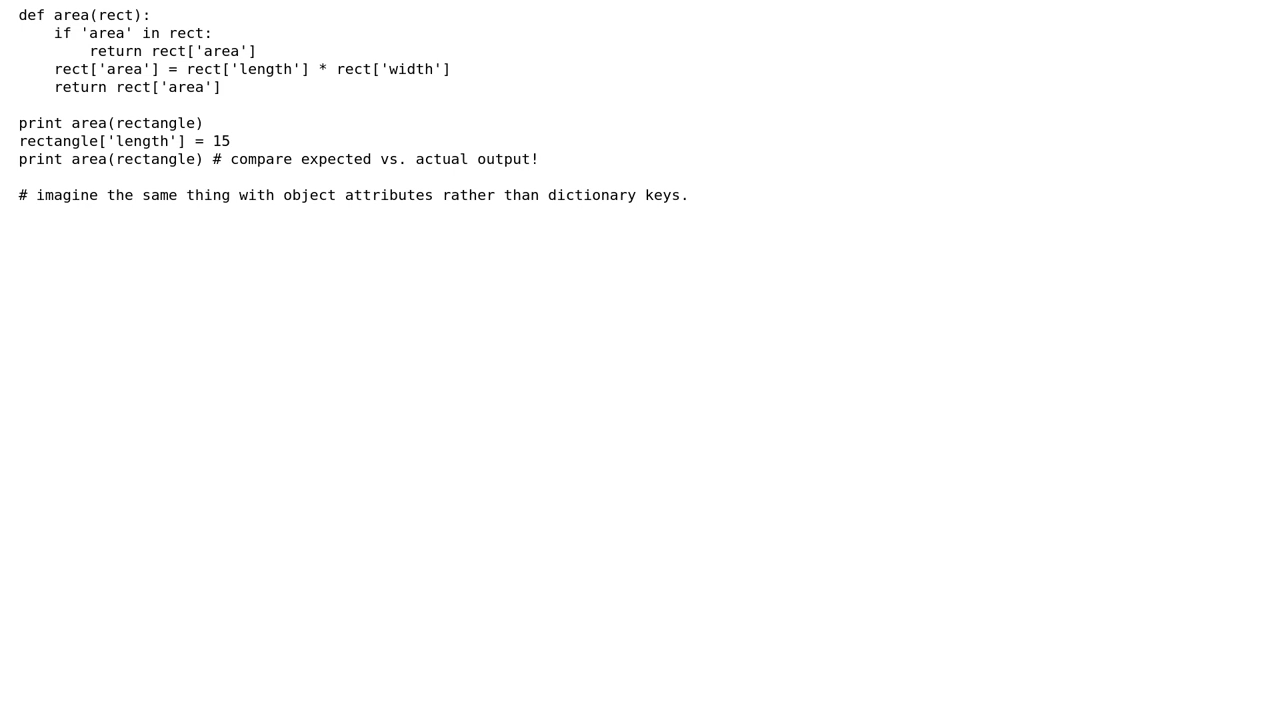 def area(rect):
    if 'area' in rect:
        return rect['area']
    rect['area'] = rect['length'] * rect['width']
    return rect['area']

print area(rectangle)
rectangle['length'] = 15
print area(rectangle) # compare expected vs. actual output!

# imagine the same thing with object attributes rather than dictionary keys.